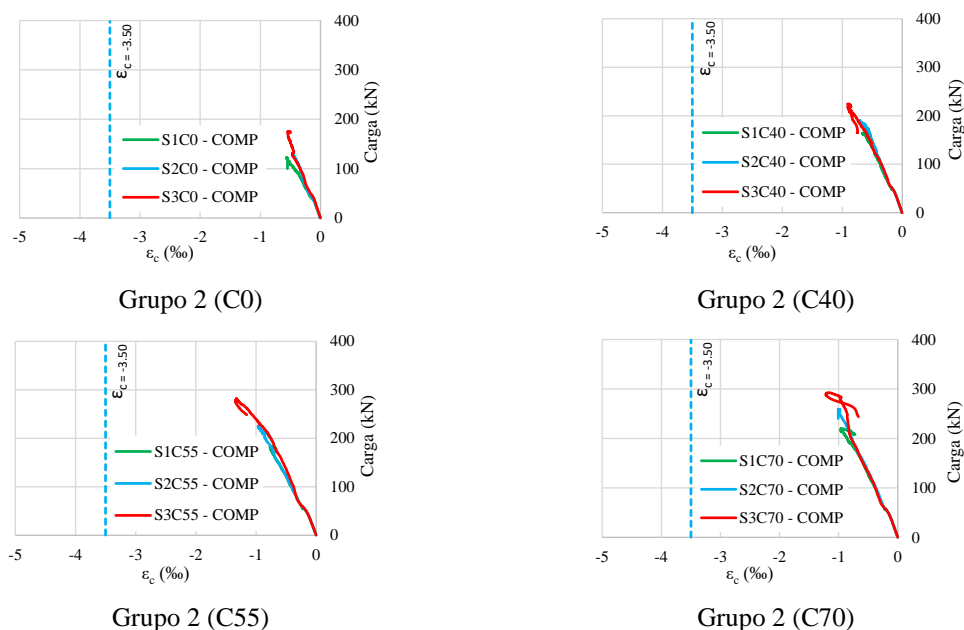 400
εc = -3.50
300
S1C0 - COMP
200
S2C0 - COMP
100
S3C0 - COMP
0
Carga (kN)
-5 -4 -3 -2 -1 0
εc (‰)
Grupo 2 (C0)
400
εc = -3.50
300
S1C40 - COMP
200
S2C40 - COMP
100
S3C40 - COMP
0
Carga (kN)
-5 -4 -3 -2 -1 0
εc (‰)
Grupo 2 (C40)
400
εc = -3.50
300
S1C55 - COMP
200
S2C55 - COMP
100
S3C55 - COMP
0
Carga (kN)
-5 -4 -3 -2 -1 0
εc (‰)
Grupo 2 (C55)
400
εc = -3.50
300
S1C70 - COMP
200
S2C70 - COMP
100
S3C70 - COMP
0
Carga (kN)
-5 -4 -3 -2 -1 0
εc (‰)
Grupo 2 (C70)